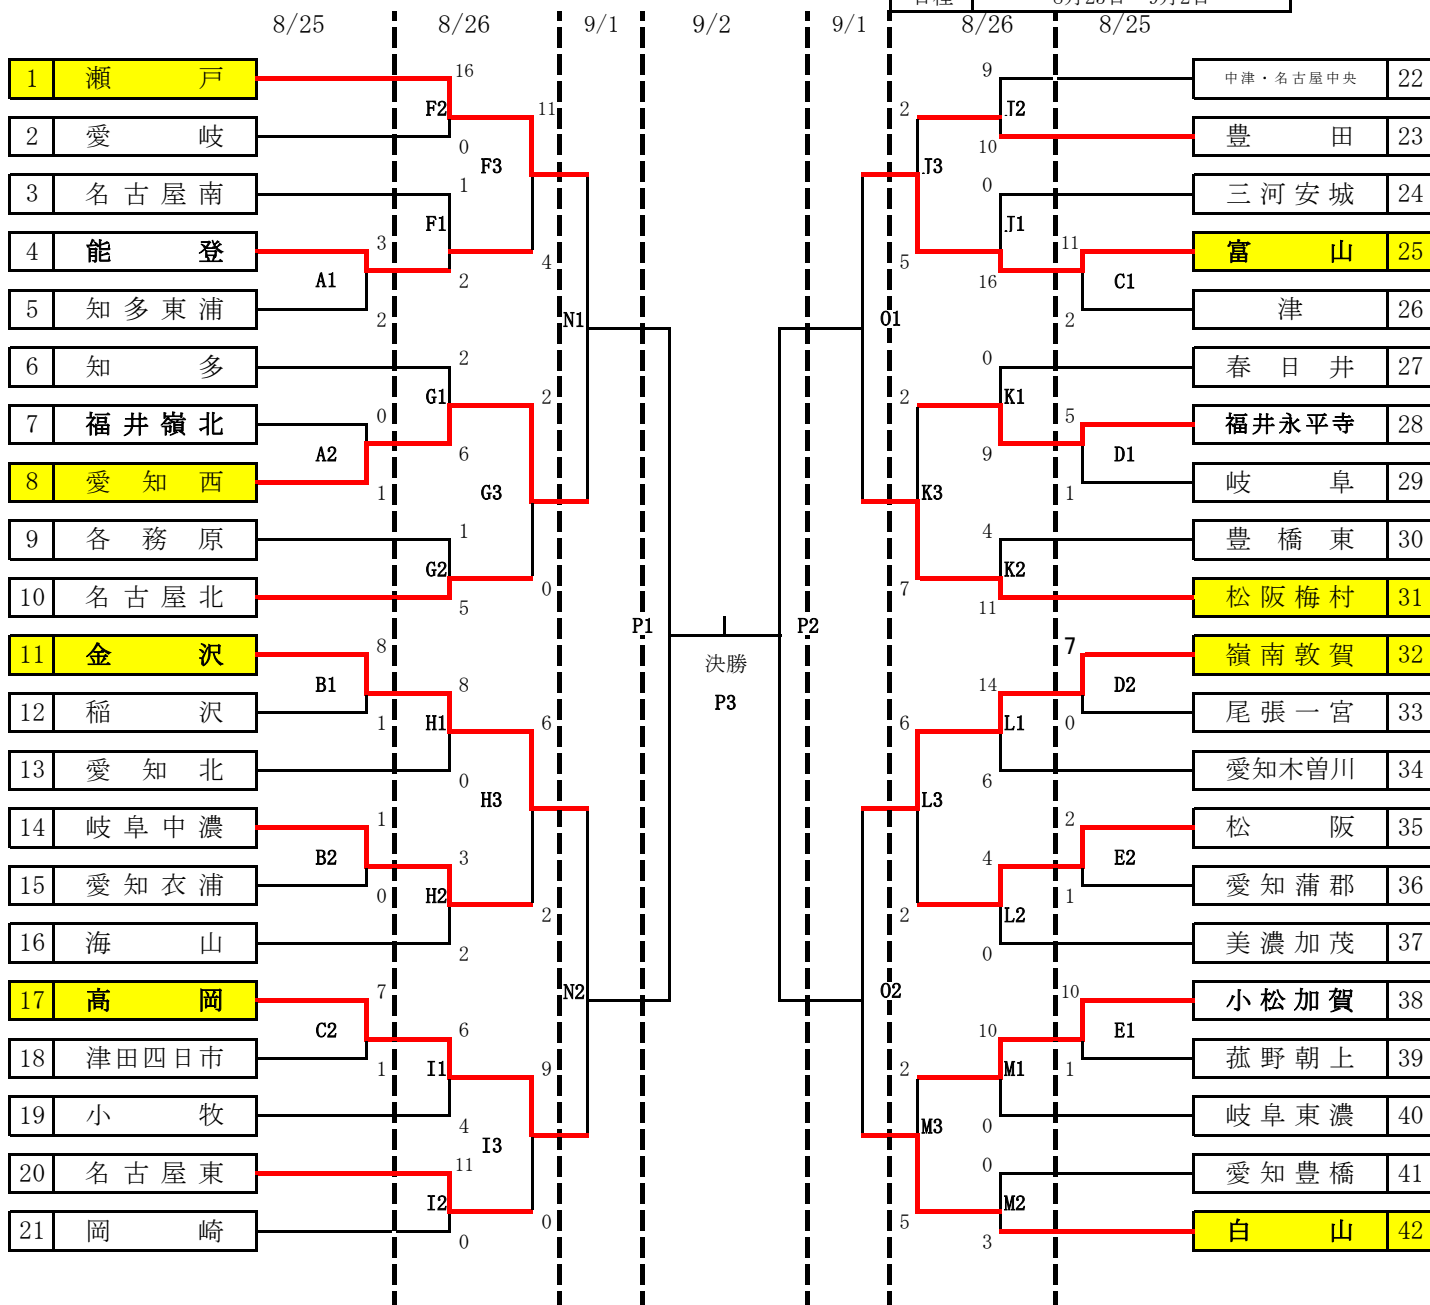 8/25 8/26 9/1 9/2 9/1 8/26 8/25
1 瀬戸 16 9 中津・名古屋中央 22
F2 11 2 J2
2 愛岐 0 10 豊田 23
F3 J3
3 名古屋南 1 0 三河安城 24
F1 J1
4 能登 3 4 5 11 富山 25
A1 2 16 C1
5 知多東浦 2 N1 O1 2 津 26
6 知多 2 0 春日井 27
G1 2 2 K1
7 福井嶺北 0 5 福井永平寺 28
A2 6 9 D1
8 愛知西 1 G3 K3 1 岐阜 29
9 各務原 1 4 豊橋東 30
G2 0 7 K2
10 名古屋北 5 11 松阪梅村 31
P1 P2
11 金沢 8 決勝 7 嶺南敦賀 32
B1 8 P3 14 D2
12 稲沢 1 H1 6 6 L1 0 尾張一宮 33
13 愛知北 0 6 愛知木曽川 34
H3 L3
14 岐阜中濃 1 2 松阪 35
B2 3 4 E2
15 愛知衣浦 0 H2 1 愛知蒲郡 36
2 2 L2
16 海山 2 0 美濃加茂 37
17 高岡 7 N2 O2 10 小松加賀 38
C2 6 10 E1
18 津田四日市 1 I1 9 2 M1 1 菰野朝上 39
19 小牧 4 0 岐阜東濃 40
I3 M3
20 名古屋東 11 0 愛知豊橋 41
I2 0 5 M2
21 岡崎 0 3 白山 42